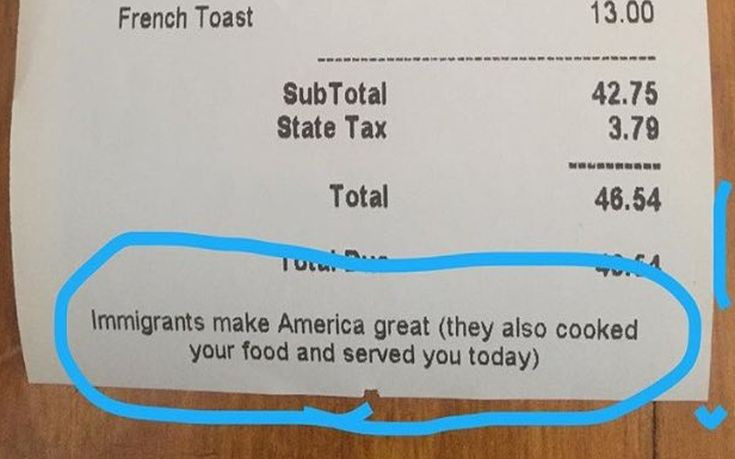 French Toast 13.00
SubTotal 42.75
State Tax 3.79
Total 46.54
Total
Immigrants make America great (they also cooked
your food and served you today)